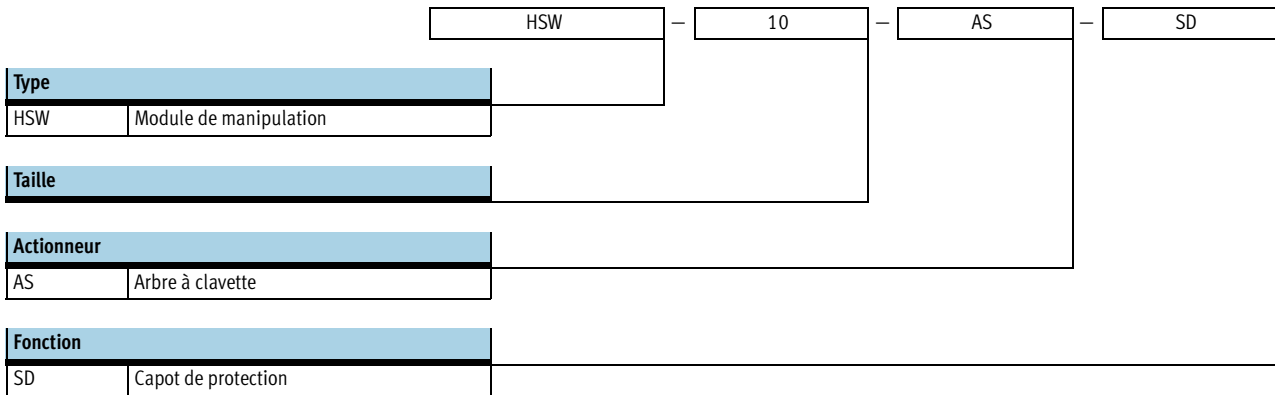 HSW – 10 – AS – SD
Type
HSW Module de manipulation
Taille
Actionneur
AS Arbre à clavette
Fonction
SD Capot de protection